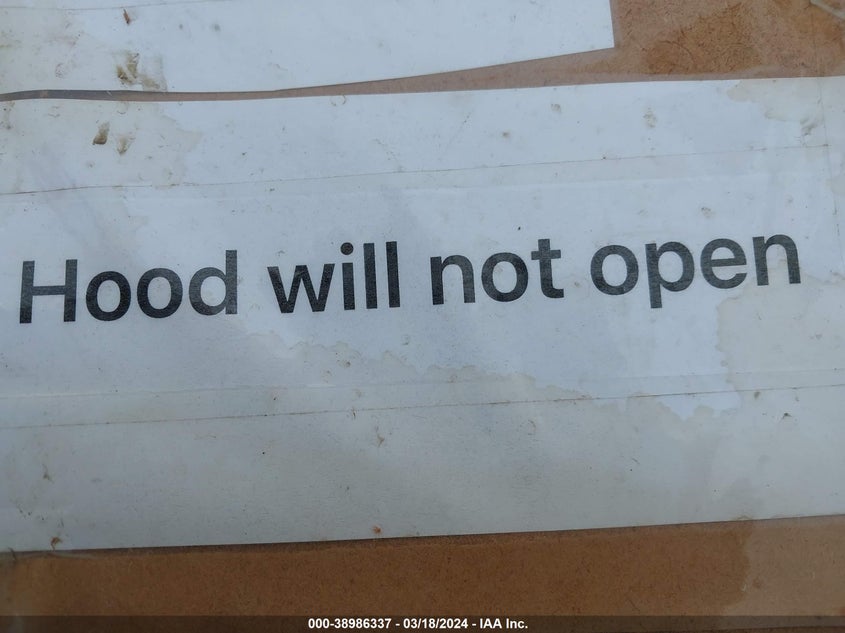 Hood will not open
000-38986337 - 03/18/2024 - IAA Inc.